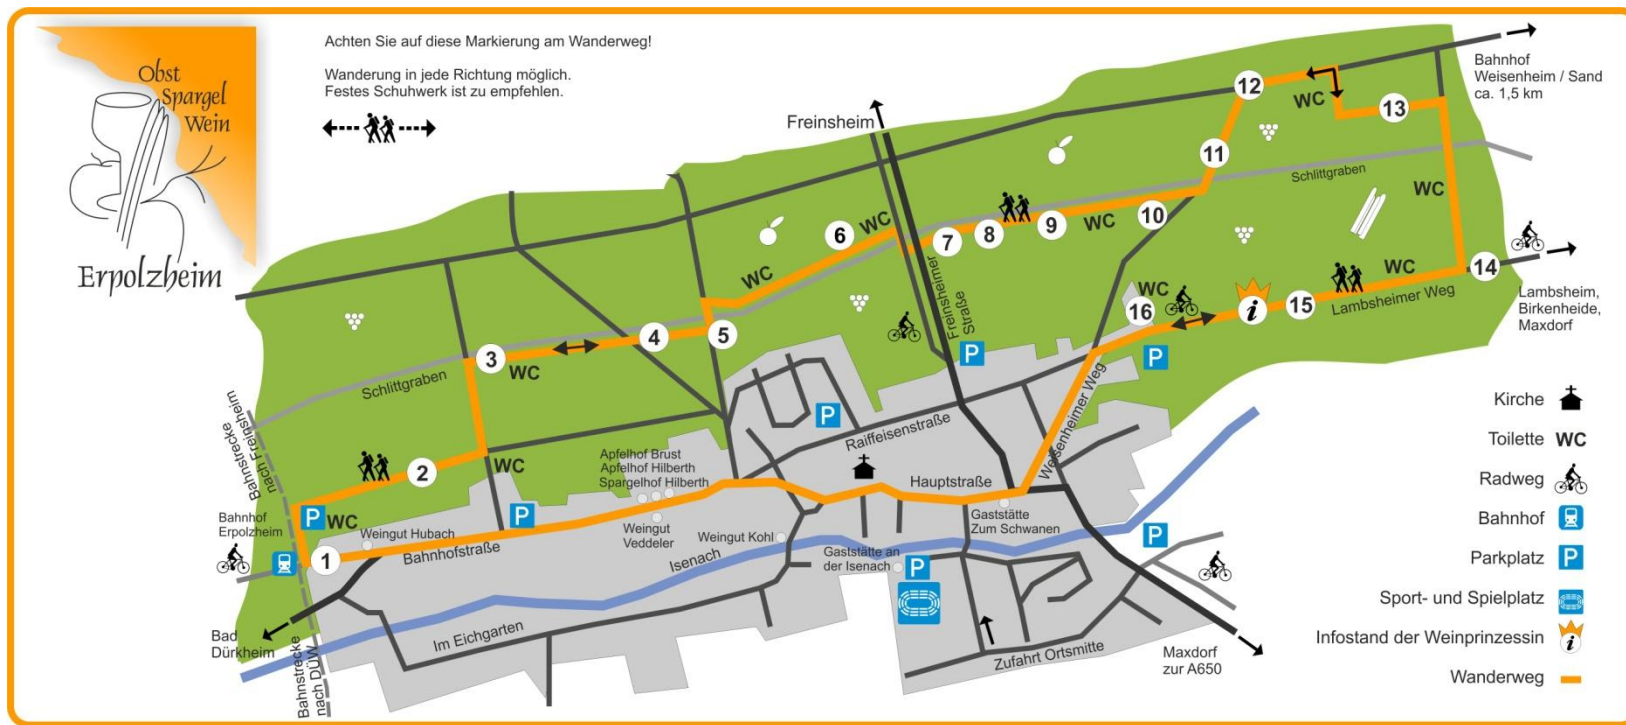 Obst
Spargel
Wein
Erpolzheim
Achten Sie auf diese Markierung am Wanderweg!
Wanderung in jede Richtung möglich.
Festes Schuhwerk ist zu empfehlen.
Freinsheim
Bahnhof
Weisenheim / Sand
ca. 1,5 km
12
WC
13
11
Schlittgraben
WC
6
WC
7
8
9
WC
10
WC
Freinsheimer
Straße
WC
16
i
15
WC
14
Lambsheimer Weg
Lambsheim,
Birkenheide,
Maxdorf
3
WC
4
5
Schlittgraben
P
P
Weisenheimer Weg
Bahnstrecke
nach Freinsheim
2
WC
P
Raiffeisenstraße
Apfelhof Brust
Apfelhof Hilberth
Spargelhof Hilberth
Hauptstraße
Bahnhof
Erpolzheim
P
WC
P
Weingut Hubach
1
Bahnhofstraße
Weingut
Veddeler
Weingut Kohl
Isenach
Gaststätte
Zum Schwanen
Gaststätte an
der Isenach
P
P
Bad
Dürkheim
Bahnstrecke
nach DÜW
Im Eichgarten
Zufahrt Ortsmitte
Maxdorf
zur A650
Kirche
Toilette WC
Radweg
Bahnhof
Parkplatz P
Sport- und Spielplatz
Infostand der Weinprinzessin i
Wanderweg